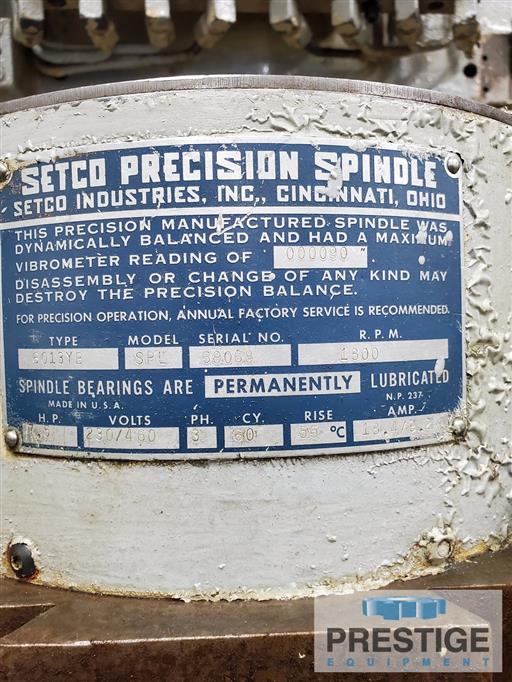 SETCO PRECISION SPINDLE
SETCO INDUSTRIES, INC., CINCINNATI, OHIO
THIS PRECISION MANUFACTURED SPINDLE WAS
DYNAMICALLY BALANCED AND HAD A MAXIMUM
VIBROMETER READING OF 000090 "
DISASSEMBLY OR CHANGE OF ANY KIND MAY
DESTROY THE PRECISION BALANCE.
FOR PRECISION OPERATION, ANNUAL FACTORY SERVICE IS RECOMMENDED.
TYPE MODEL SERIAL NO. R.P.M.
SPL 1800
SPINDLE BEARINGS ARE PERMANENTLY LUBRICATED
MADE IN U.S.A. N.P. 237
H.P. VOLTS PH. CY. RISE AMP.
230/460 3 60 55 °C
PRESTIGE
EQUIPMENT